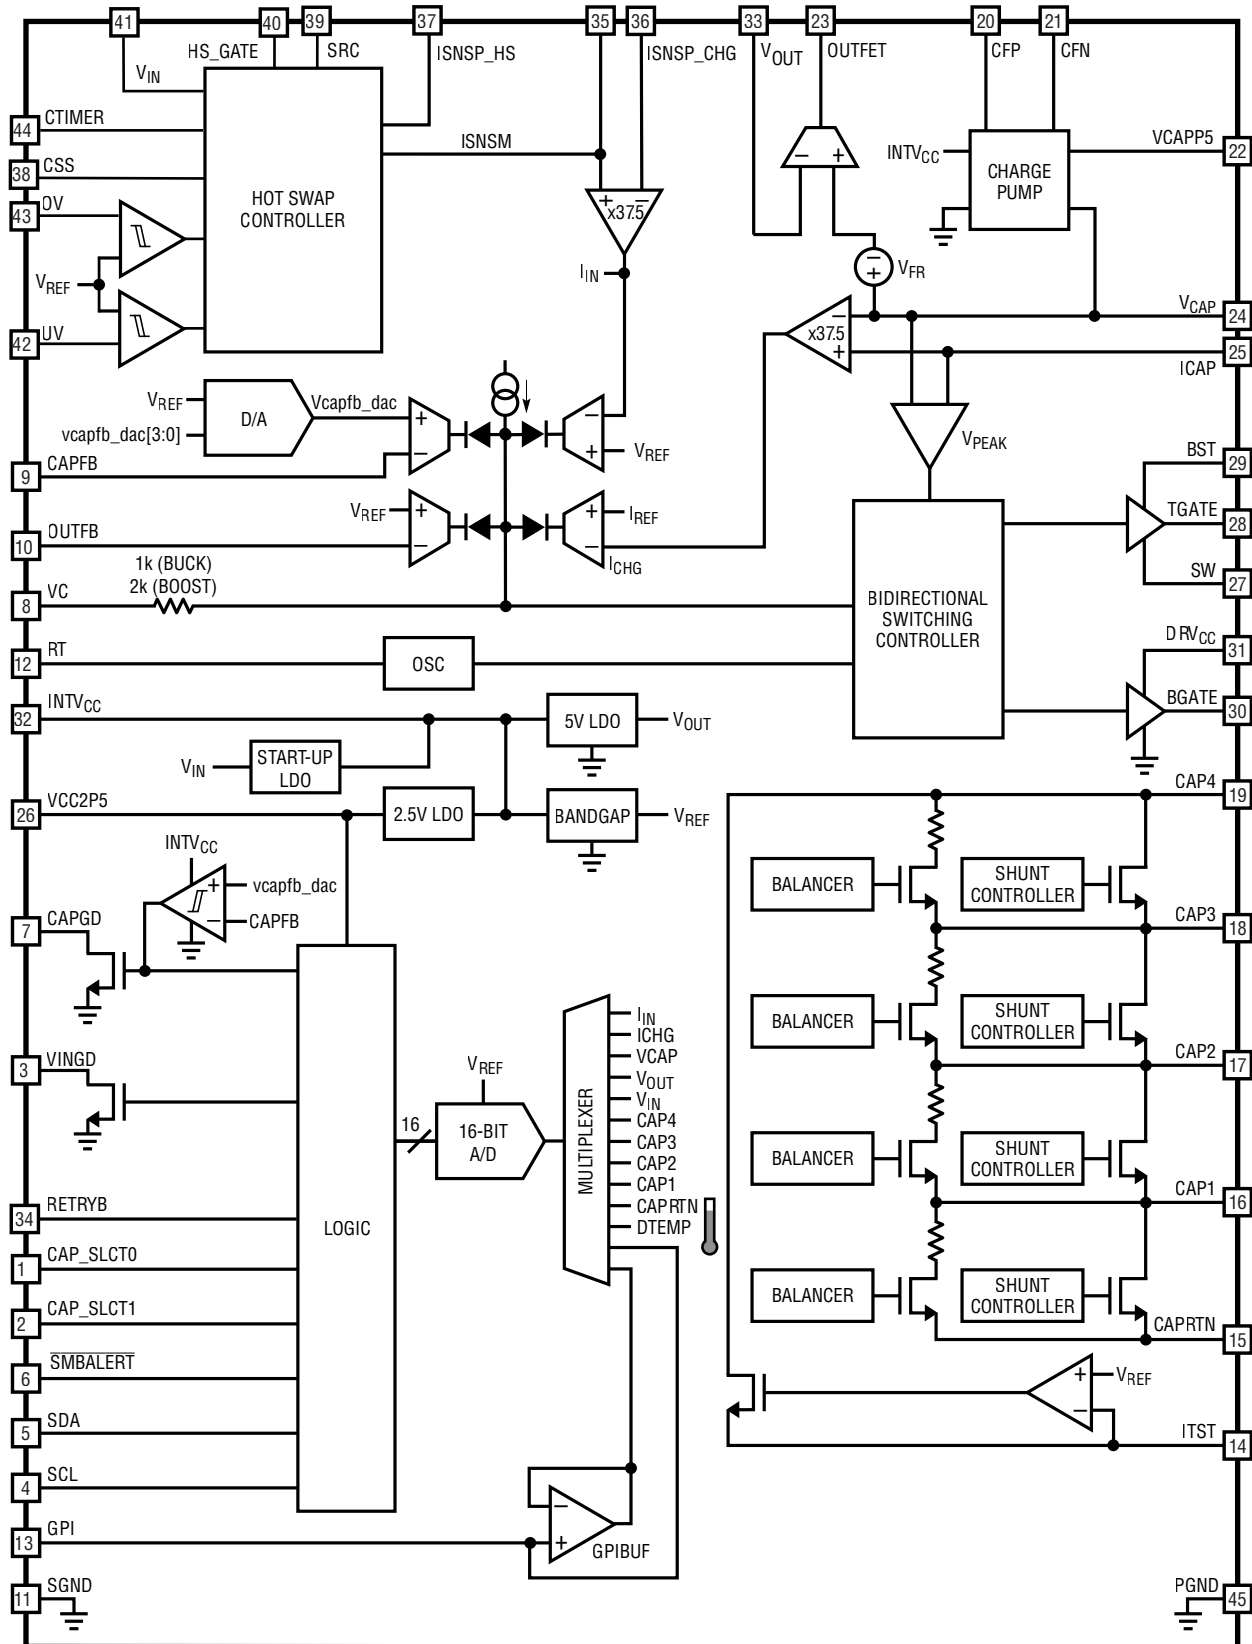 41
40
39
37
35
36
33
23
20
21
HS_GATE
SRC
ISNSP_HS
ISNSP_CHG
VOUT
OUTFET
CFP
CFN
VIN
44
CTIMER
ISNSM
INTVCC
CHARGE
PUMP
VCAPP5
22
38
CSS
HOT SWAP
CONTROLLER
43
OV
+
−
x37.5
−
+
VREF
IIN
−
+
VFR
42
UV
−
x37.5
+
VCAP
24
25
ICAP
VREF
D/A
Vcapfb_dac
vcapfb_dac[3:0]
+
−
−
+
VREF
VPEAK
9
CAPFB
BST
29
VREF
+
−
+
−
IREF
ICHG
TGATE
28
10
OUTFB
1k (BUCK)
2k (BOOST)
SW
27
8
VC
BIDIRECTIONAL
SWITCHING
CONTROLLER
12
RT
OSC
DRVCC
31
32
INTVCC
5V LDO
VOUT
BGATE
30
VIN
START-UP
LDO
26
VCC2P5
2.5V LDO
BANDGAP
VREF
CAP4
19
INTVCC
+
−
vcapfb_dac
CAPFB
BALANCER
SHUNT
CONTROLLER
7
CAPGD
CAP3
18
BALANCER
SHUNT
CONTROLLER
3
VINGD
CAP2
17
VREF
16
16-BIT
A/D
MULTIPLEXER
IIN
ICHG
VCAP
VOUT
VIN
CAP4
CAP3
CAP2
CAP1
CAPRTN
DTEMP
BALANCER
SHUNT
CONTROLLER
CAP1
16
34
RETRYB
LOGIC
1
CAP_SLCT0
BALANCER
SHUNT
CONTROLLER
2
CAP_SLCT1
CAPRTN
15
6
SMBALERT
+
−
VREF
5
SDA
ITST
14
4
SCL
−
+
GPIBUF
13
GPI
11
SGND
PGND
45